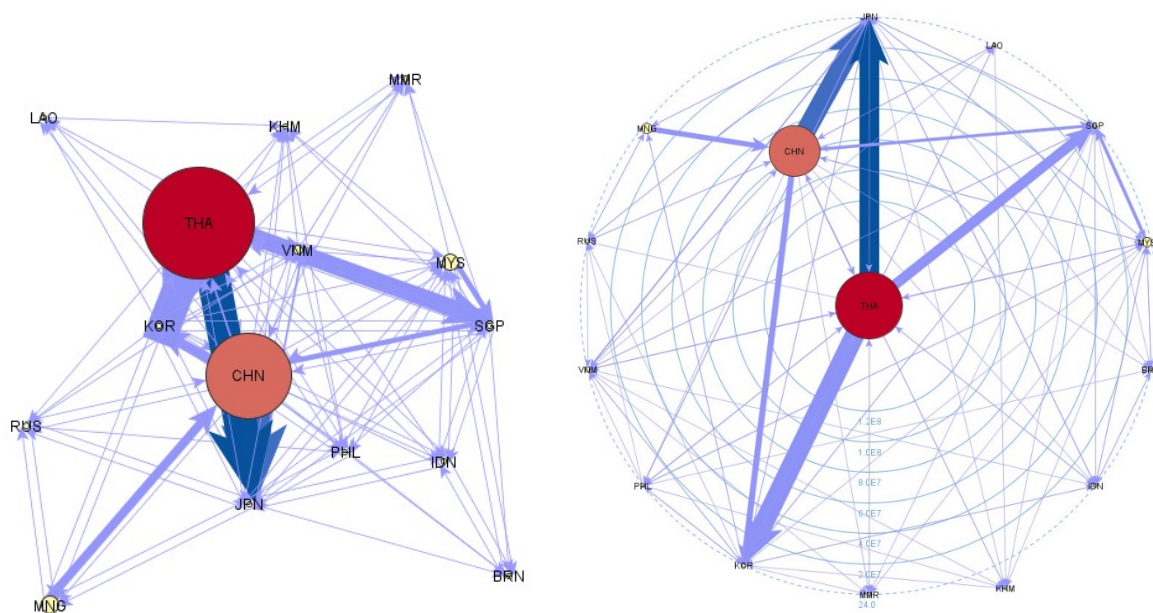 MMR
LAO
KHM
THA
VNM
MYS
KOR
SGP
CHN
RUS
PHL
IDN
JPN
BRN
MNG
JPN
LAO
MNG
SGP
CHN
RUS
MYS
THA
VNM
1.2E8
1.0E8
8.0E7
PHL
IDN
6.0E7
4.0E7
KOR
2.0E7
KHM
MMR
24.0